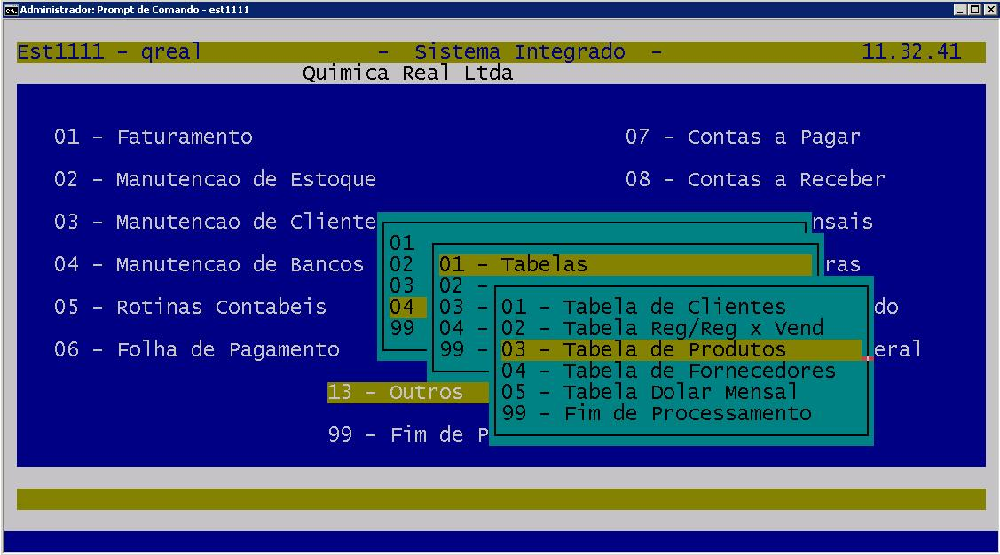 Administrador: Prompt de Comando - est1111
Est1111 - qreal - Sistema Integrado - 11.32.41
Quimica Real Ltda
01 - Faturamento 07 - Contas a Pagar
02 - Manutencao de Estoque 08 - Contas a Receber
03 - Manutencao de Cliente nsais
01
04 - Manutencao de Bancos 02 01 - Tabelas ras
03 02 -
05 - Rotinas Contabeis 04 03 - 01 - Tabela de Clientes do
99 04 - 02 - Tabela Reg/Reg x Vend
06 - Folha de Pagamento 99 - 03 - Tabela de Produtos eral
04 - Tabela de Fornecedores
13 - Outros 05 - Tabela Dolar Mensal
99 - Fim de Processamento
99 - Fim de P